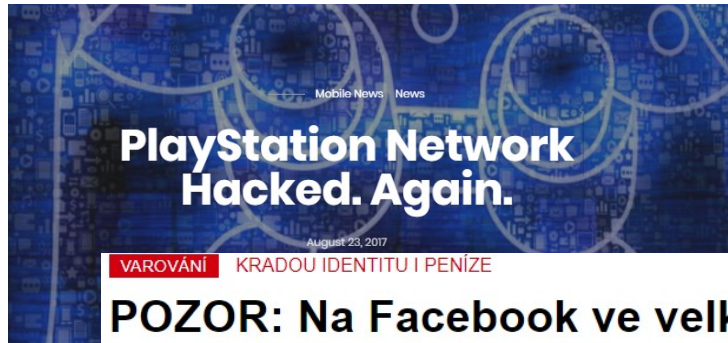 Mobile News News
PlayStation Network
Hacked. Again.
August 23, 2017
VAROVÁNÍ KRADOU IDENTITU I PENÍZE
POZOR: Na Facebook ve velk